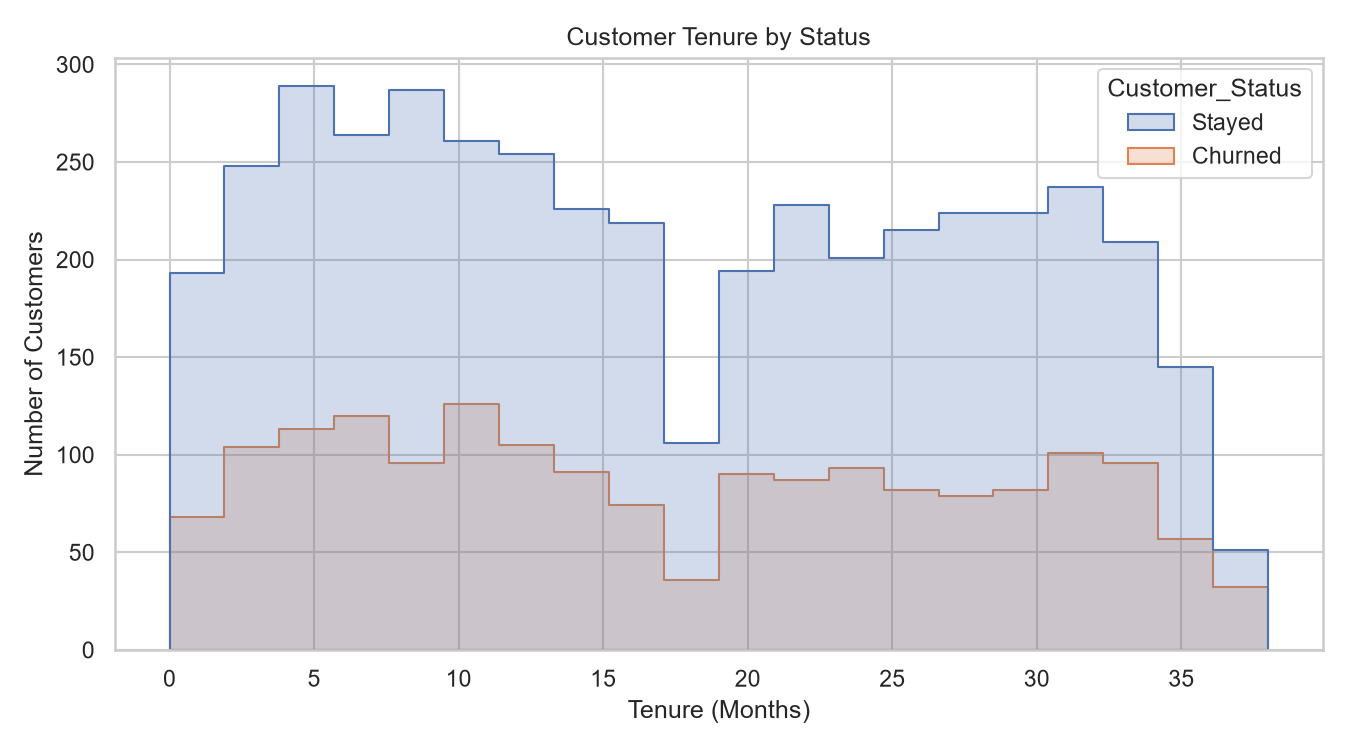 Customer Tenure by Status
Customer_Status
Stayed
Churned
Number of Customers
300
250
200
150
100
50
0
0 5 10 15 20 25 30 35
Tenure (Months)